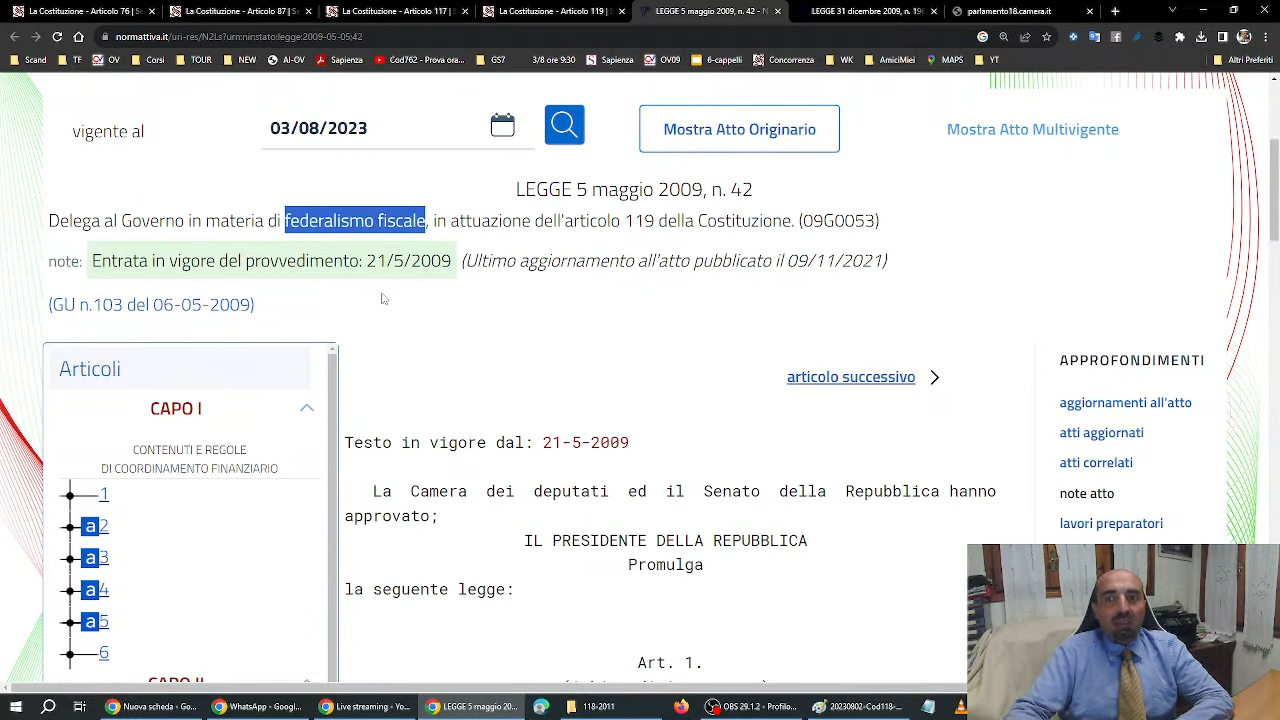 La Costituzione - Articolo 76 | S
La Costituzione - Articolo 87 | S
La Costituzione - Articolo 117 | S
La Costituzione - Articolo 119 | S
LEGGE 5 maggio 2009, n. 42 - N
LEGGE 31 dicembre 2009, n. 196
parlamento18.camera.it
normattiva.it/uri-res/N2Ls?urn:nir:stato:legge:2009-05-05;42
GS
TF
OV
Corsi
TOUR
NEW
AI-OV
Sapienza
Cod762 - Prova ora...
3/8 ore 9:30
GS7
Sapienza
OV09
6-cappelli
Concorrenza
WK
AmiciMiei
MAPS
YT
Altri Preferiti
vigente al
03/08/2023
Mostra Atto Originario
Mostra Atto Multivigente
LEGGE 5 maggio 2009, n. 42
Delega al Governo in materia di federalismo fiscale, in attuazione dell'articolo 119 della Costituzione. (09G0053)
note: Entrata in vigore del provvedimento: 21/5/2009 (Ultimo aggiornamento all'atto pubblicato il 09/11/2021)
(GU n.103 del 06-05-2009)
Articoli
CAPO I
CONTENUTI E REGOLE
DI COORDINAMENTO FINANZIARIO
1
a 2
a 3
a 4
a 5
6
articolo successivo
Testo in vigore dal: 21-5-2009
La Camera dei deputati ed il Senato della Repubblica hanno
approvato;
IL PRESIDENTE DELLA REPUBBLICA
Promulga
la seguente legge:
Art. 1.
APPROFONDIMENTI
aggiornamenti all'atto
atti aggiornati
atti correlati
note atto
lavori preparatori
Nuova scheda - Go...
WhatsApp - Googl...
Live streaming - Yo...
LEGGE 5 maggio 20...
118-2011
OBS 29.1.2 - Profile...
20230802-Cod118-...